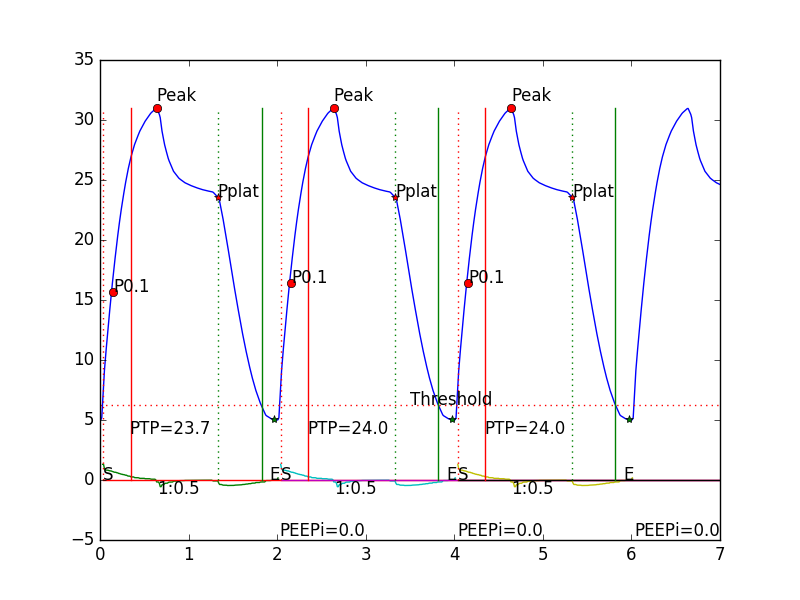 35
Peak Peak Peak
30
25
Pplat Pplat Pplat
20
P0.1 P0.1 P0.1
15
10
Threshold
5
PTP=23.7 PTP=24.0 PTP=24.0
0
S ES ES E
1:0.5 1:0.5 1:0.5
PEEPi=0.0 PEEPi=0.0 PEEPi=0.0
−5
0 1 2 3 4 5 6 7